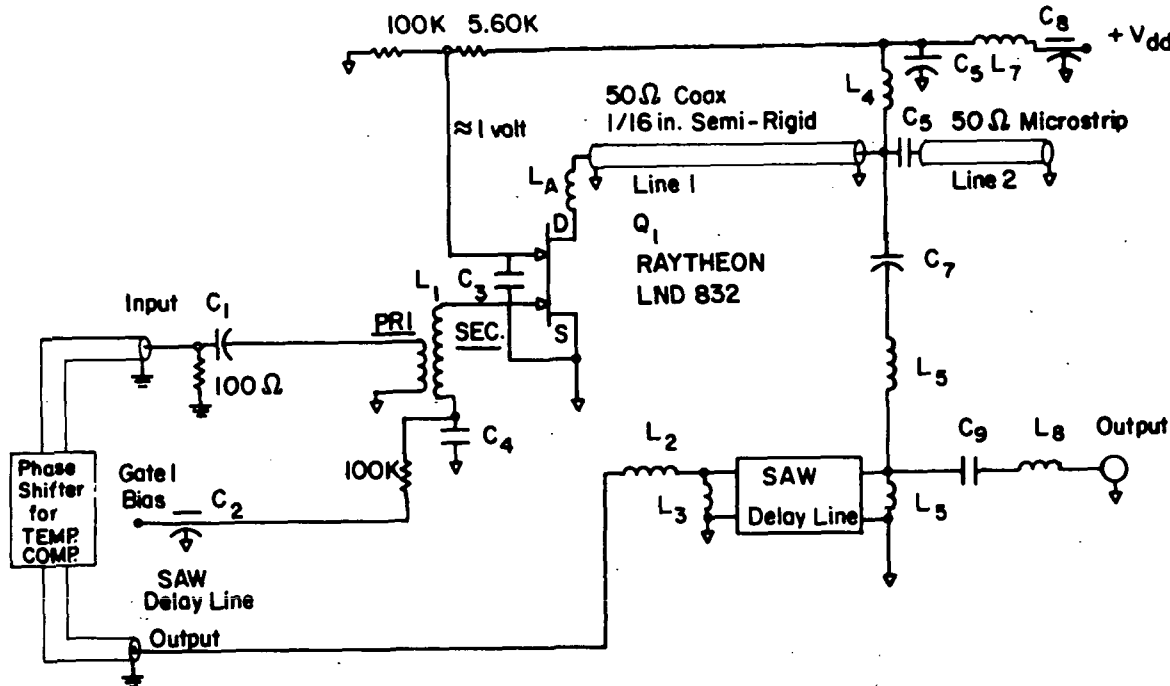 100K 5.60K
C8
+ Vdd
C5 L7
L4
50Ω Coax
1/16 in. Semi-Rigid
C5 50Ω Microstrip
≈1 volt
Line 1
Line 2
LA
D
Q1
RAYTHEON
LND 832
C3
S
C7
L1
Input C1
PRI
SEC.
100Ω
L5
C4
100K
L2
C9 L8 Output
Phase
Shifter
for
TEMP.
COMP.
Gate 1
Bias
C2
L3
SAW
Delay Line
L5
SAW
Delay Line
Output